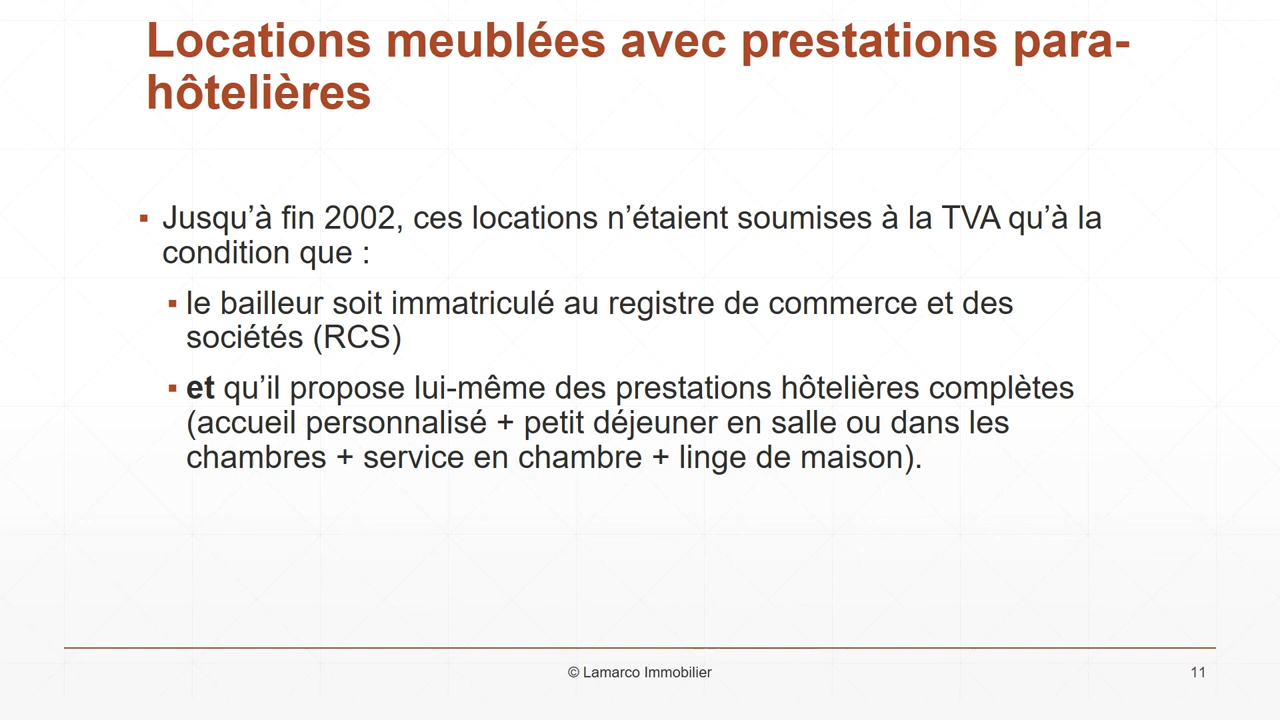 Locations meublées avec prestations para-
hôtelières
▪ Jusqu’à fin 2002, ces locations n’étaient soumises à la TVA qu’à la
condition que :
▪ le bailleur soit immatriculé au registre de commerce et des
sociétés (RCS)
▪ et qu’il propose lui-même des prestations hôtelières complètes
(accueil personnalisé + petit déjeuner en salle ou dans les
chambres + service en chambre + linge de maison).
© Lamarco Immobilier
11